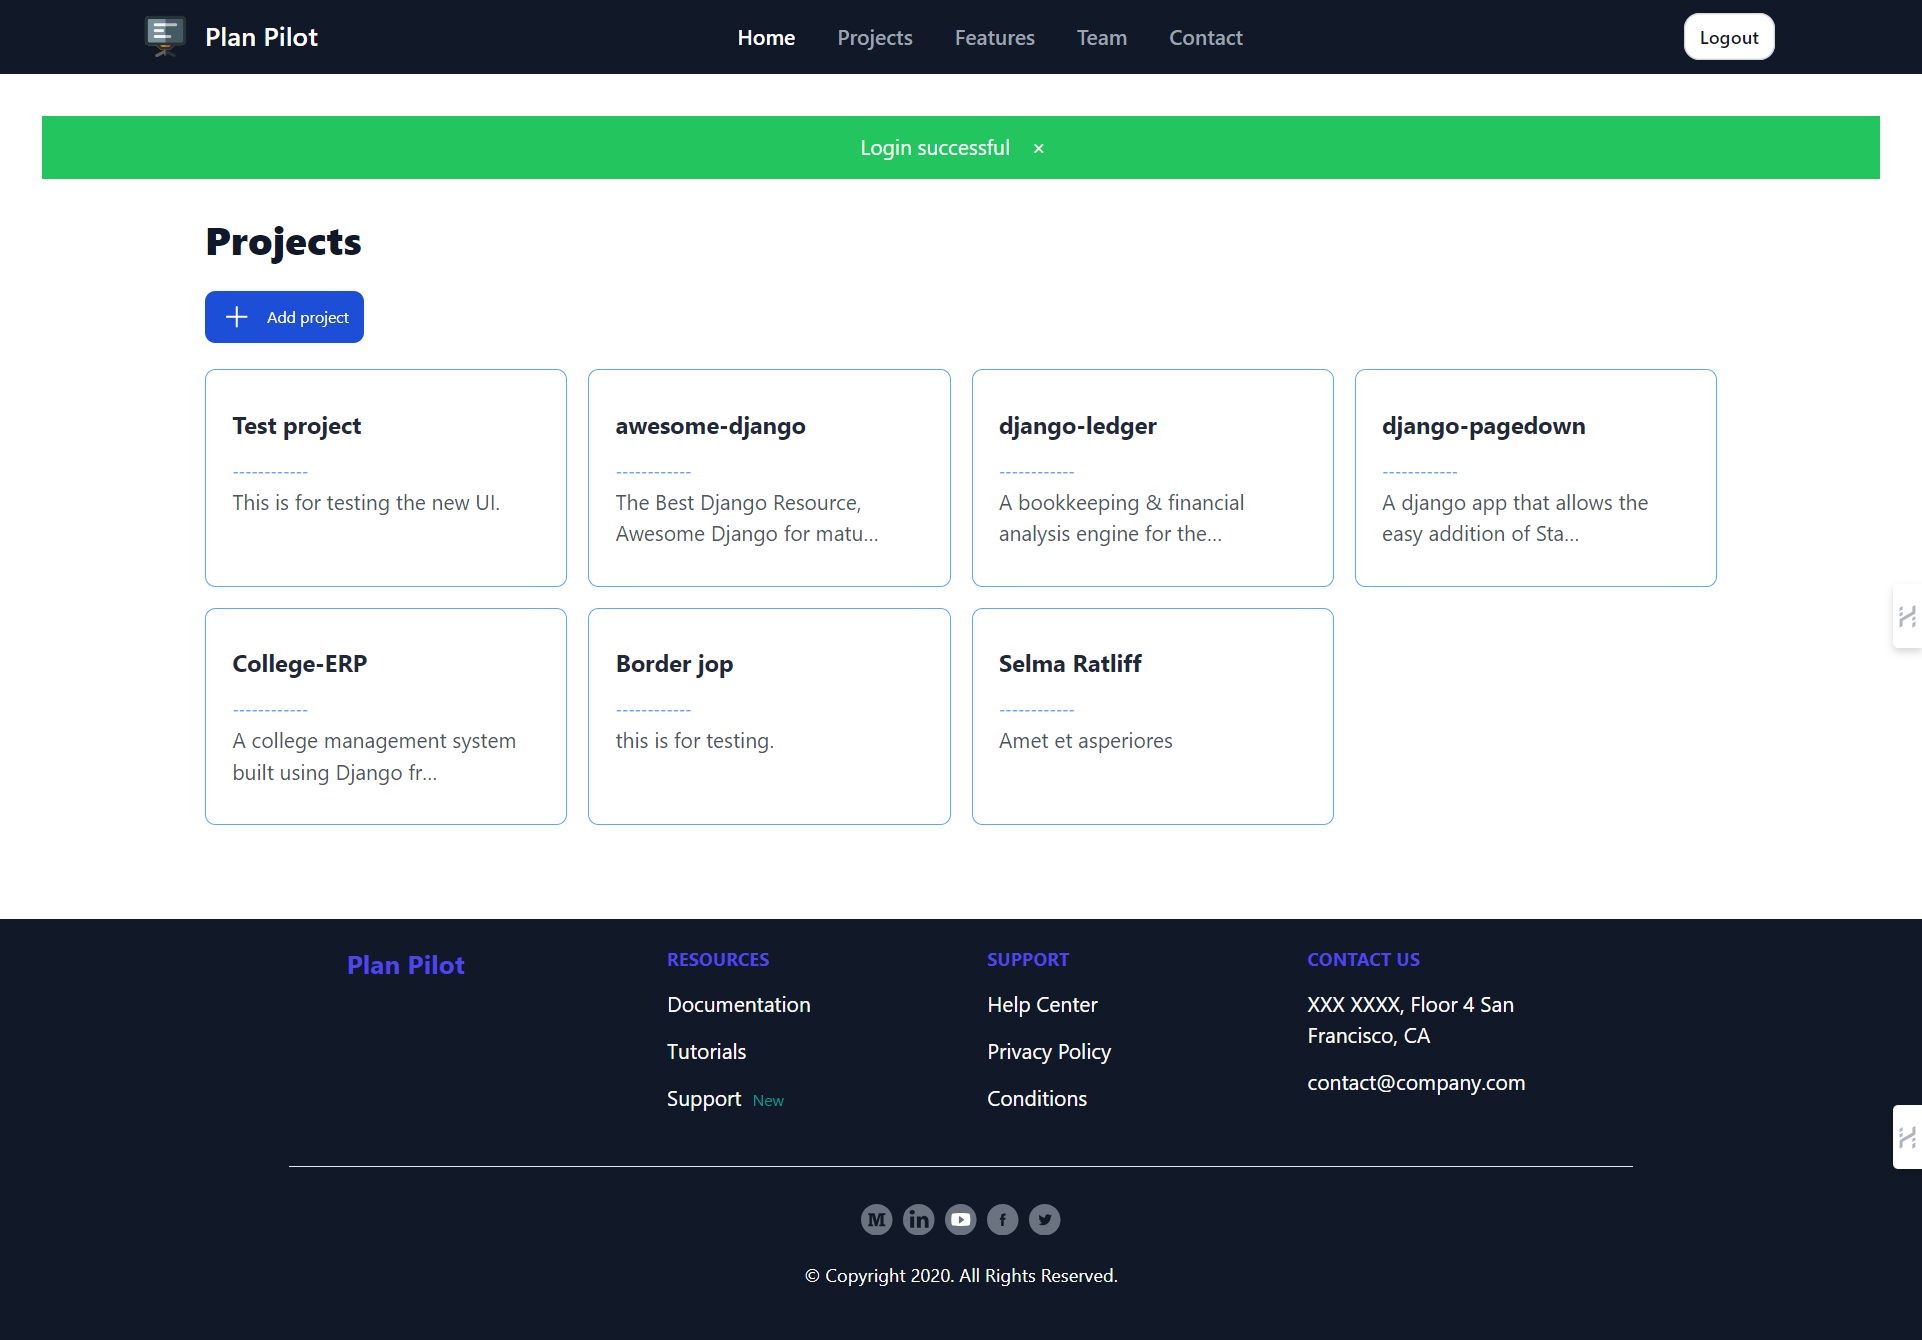 Plan Pilot
Home Projects Features Team Contact
Logout
Login successful ×
Projects
Add project
Test project
------------
This is for testing the new UI.
awesome-django
------------
The Best Django Resource,
Awesome Django for matu...
django-ledger
------------
A bookkeeping & financial
analysis engine for the...
django-pagedown
------------
A django app that allows the
easy addition of Sta...
College-ERP
------------
A college management system
built using Django fr...
Border jop
------------
this is for testing.
Selma Ratliff
------------
Amet et asperiores
Plan Pilot
RESOURCES
Documentation
Tutorials
Support New
SUPPORT
Help Center
Privacy Policy
Conditions
CONTACT US
XXX XXXX, Floor 4 San
Francisco, CA
contact@company.com
© Copyright 2020. All Rights Reserved.